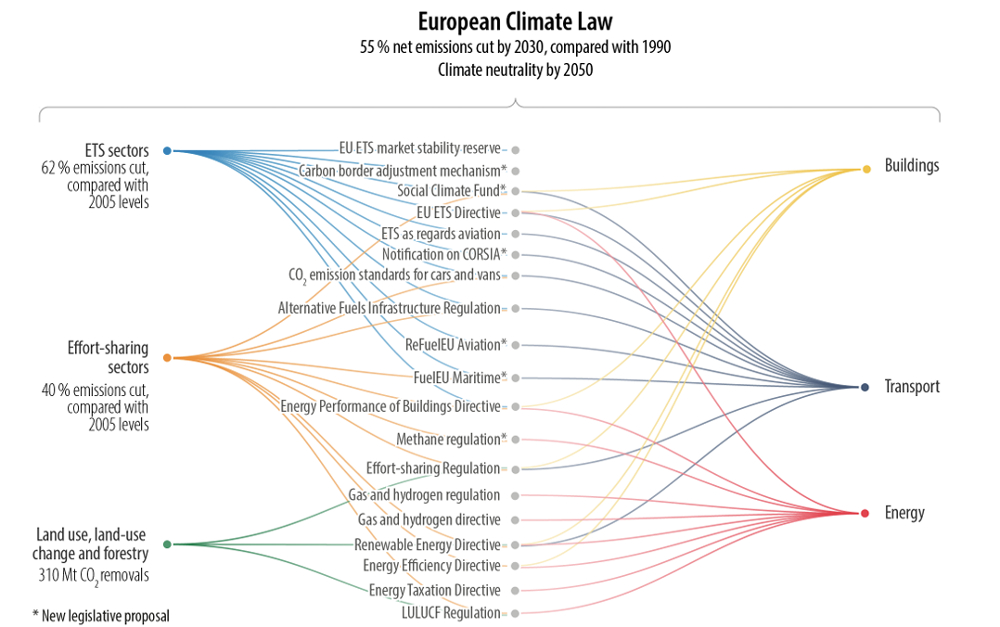 European Climate Law
55 % net emissions cut by 2030, compared with 1990
Climate neutrality by 2050
ETS sectors
62 % emissions cut,
compared with
2005 levels
Effort-sharing
sectors
40 % emissions cut,
compared with
2005 levels
Land use, land-use
change and forestry
310 Mt CO₂ removals
* New legislative proposal
EU ETS market stability reserve
Carbon border adjustment mechanism*
Social Climate Fund*
EU ETS Directive
ETS as regards aviation
Notification on CORSIA*
CO₂ emission standards for cars and vans
Alternative Fuels Infrastructure Regulation
ReFuelEU Aviation*
FuelEU Maritime*
Energy Performance of Buildings Directive
Methane regulation*
Effort-sharing Regulation
Gas and hydrogen regulation
Gas and hydrogen directive
Renewable Energy Directive
Energy Efficiency Directive
Energy Taxation Directive
LULUCF Regulation
Buildings
Transport
Energy